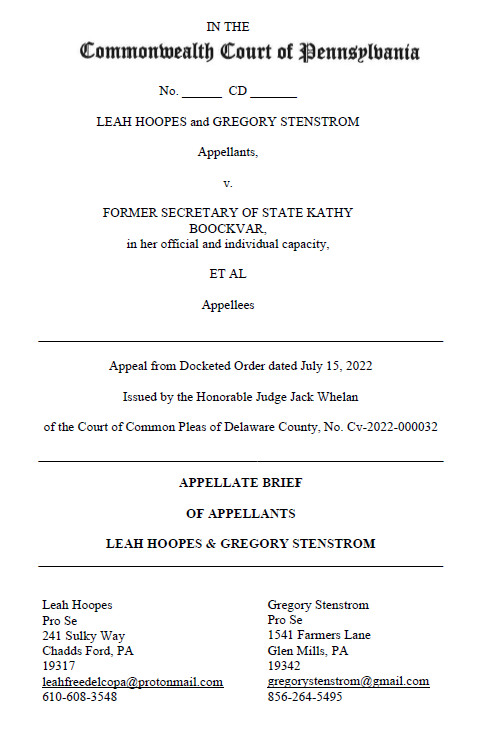 IN THE
Commonwealth Court of Pennsylvania
No. ______ CD _______
LEAH HOOPES and GREGORY STENSTROM
Appellants,
v.
FORMER SECRETARY OF STATE KATHY
BOOCKVAR,
in her official and individual capacity,
ET AL
Appellees
Appeal from Docketed Order dated July 15, 2022
Issued by the Honorable Judge Jack Whelan
of the Court of Common Pleas of Delaware County, No. Cv-2022-000032
APPELLATE BRIEF
OF APPELLANTS
LEAH HOOPES & GREGORY STENSTROM
Leah Hoopes
Pro Se
241 Sulky Way
Chadds Ford, PA
19317
leahfreedelcopa@protonmail.com
610-608-3548
Gregory Stenstrom
Pro Se
1541 Farmers Lane
Glen Mills, PA
19342
gregorystenstrom@gmail.com
856-264-5495